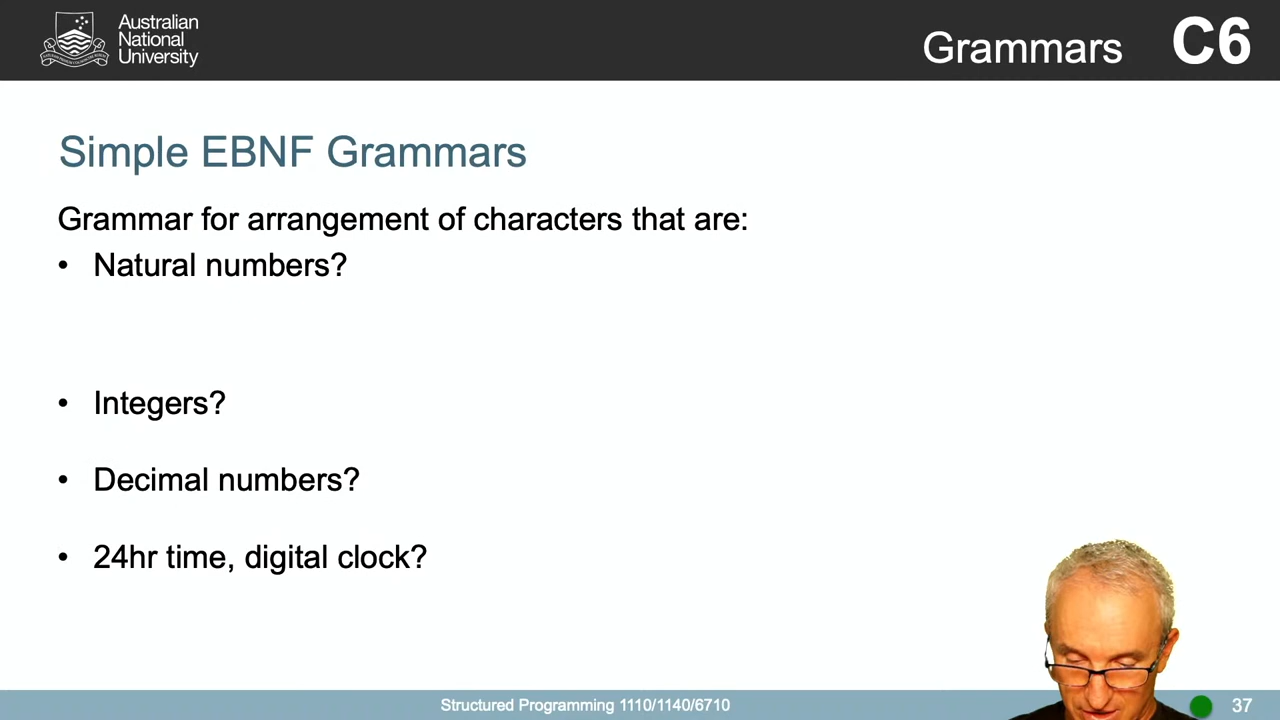 Australian
National
University
Grammars C6
Simple EBNF Grammars
Grammar for arrangement of characters that are:
• Natural numbers?
• Integers?
• Decimal numbers?
• 24hr time, digital clock?
Structured Programming 1110/1140/6710
37